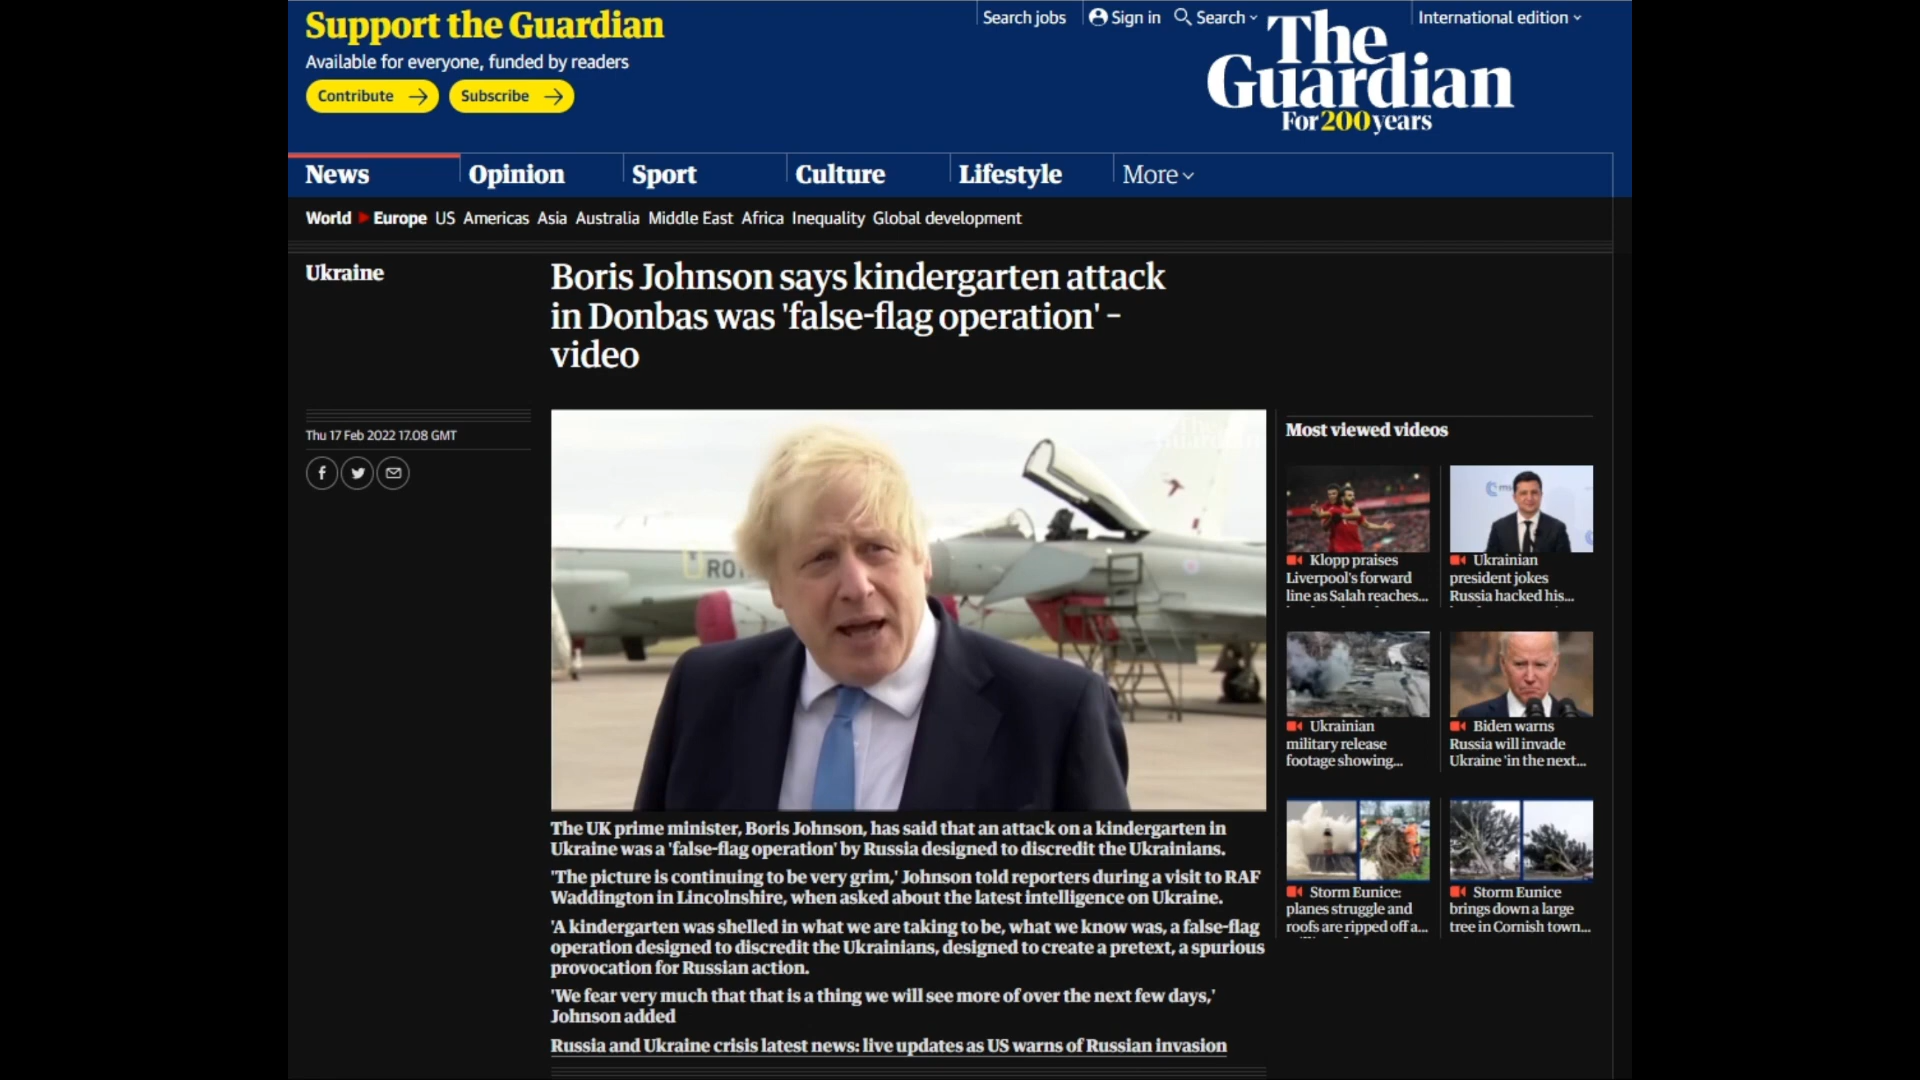 Support the Guardian
Available for everyone, funded by readers
Contribute
Subscribe
Search jobs
Sign in
Search
International edition
The
Guardian
For200years
News
Opinion
Sport
Culture
Lifestyle
More
World Europe US Americas Asia Australia Middle East Africa Inequality Global development
Ukraine
Boris Johnson says kindergarten attack
in Donbas was 'false-flag operation' –
video
Thu 17 Feb 2022 17.08 GMT
The UK prime minister, Boris Johnson, has said that an attack on a kindergarten in
Ukraine was a 'false-flag operation' by Russia designed to discredit the Ukrainians.
'The picture is continuing to be very grim,' Johnson told reporters during a visit to RAF
Waddington in Lincolnshire, when asked about the latest intelligence on Ukraine.
'A kindergarten was shelled in what we are taking to be, what we know was, a false-flag
operation designed to discredit the Ukrainians, designed to create a pretext, a spurious
provocation for Russian action.
'We fear very much that that is a thing we will see more of over the next few days,'
Johnson added
Russia and Ukraine crisis latest news: live updates as US warns of Russian invasion
Most viewed videos
Klopp praises
Liverpool's forward
line as Salah reaches...
Ukrainian
president jokes
Russia hacked his...
Ukrainian
military release
footage showing...
Biden warns
Russia will invade
Ukraine 'in the next...
Storm Eunice:
planes struggle and
roofs are ripped off a...
Storm Eunice
brings down a large
tree in Cornish town...